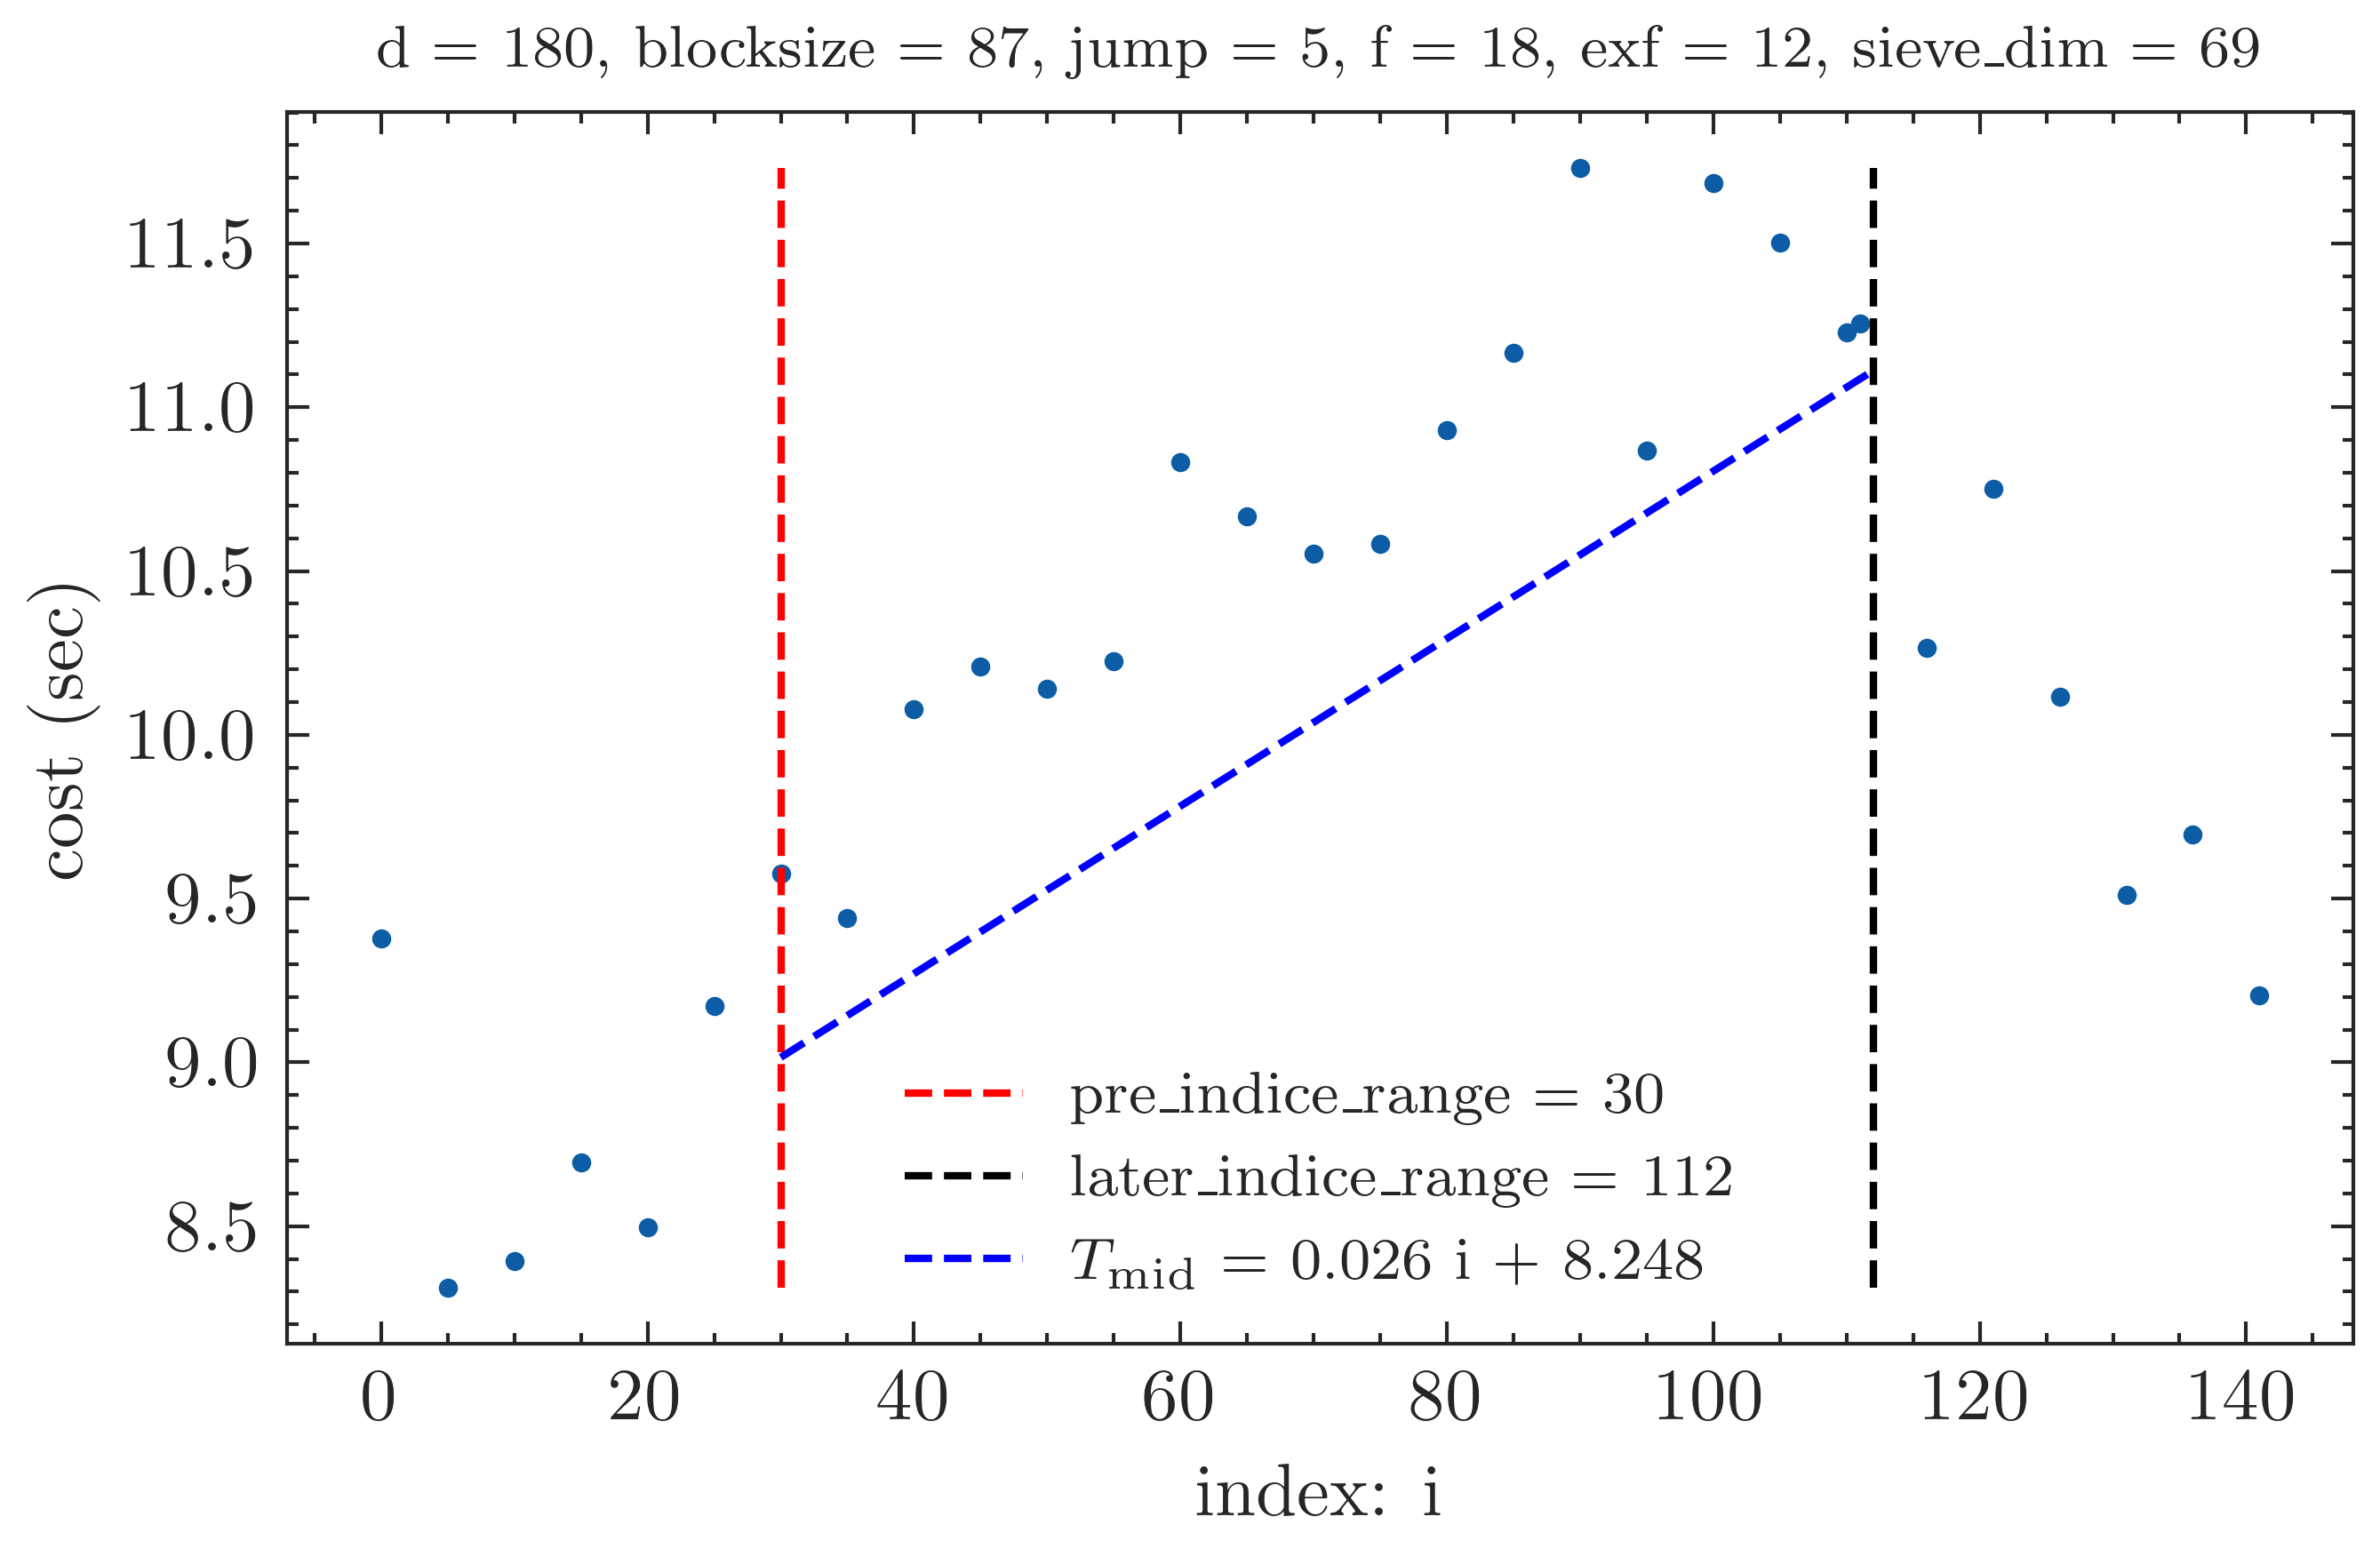 d = 180, blocksize = 87, jump = 5, f = 18, exf = 12, sieve_dim = 69
cost (sec)
11.5
11.0
10.5
10.0
9.5
9.0
8.5
pre_indice_range = 30
later_indice_range = 112
T_mid = 0.026 i + 8.248
0 20 40 60 80 100 120 140
index: i